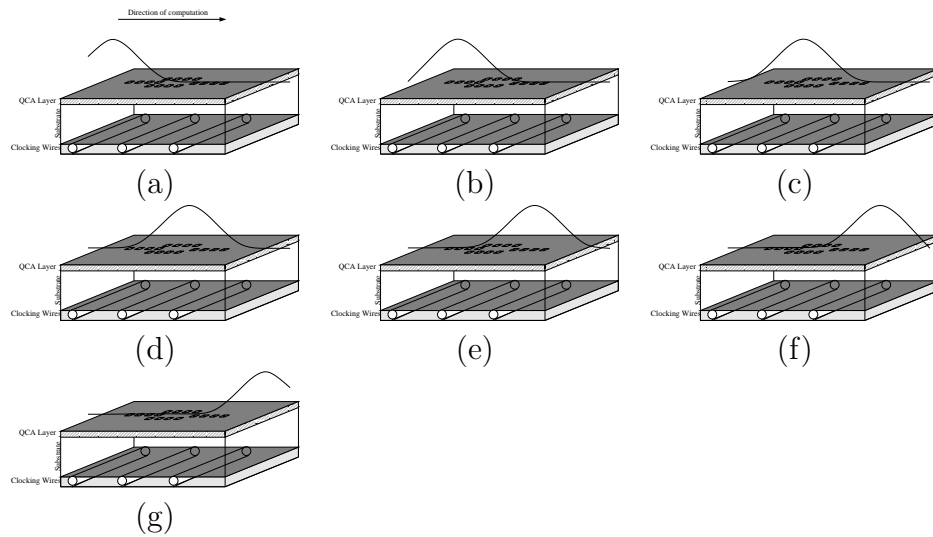 Direction of computation
QCA Layer
Substrate
Clocking Wires
(a)
QCA Layer
Substrate
Clocking Wires
(b)
QCA Layer
Substrate
Clocking Wires
(c)
QCA Layer
Substrate
Clocking Wires
(d)
QCA Layer
Substrate
Clocking Wires
(e)
QCA Layer
Substrate
Clocking Wires
(f)
QCA Layer
Substrate
Clocking Wires
(g)